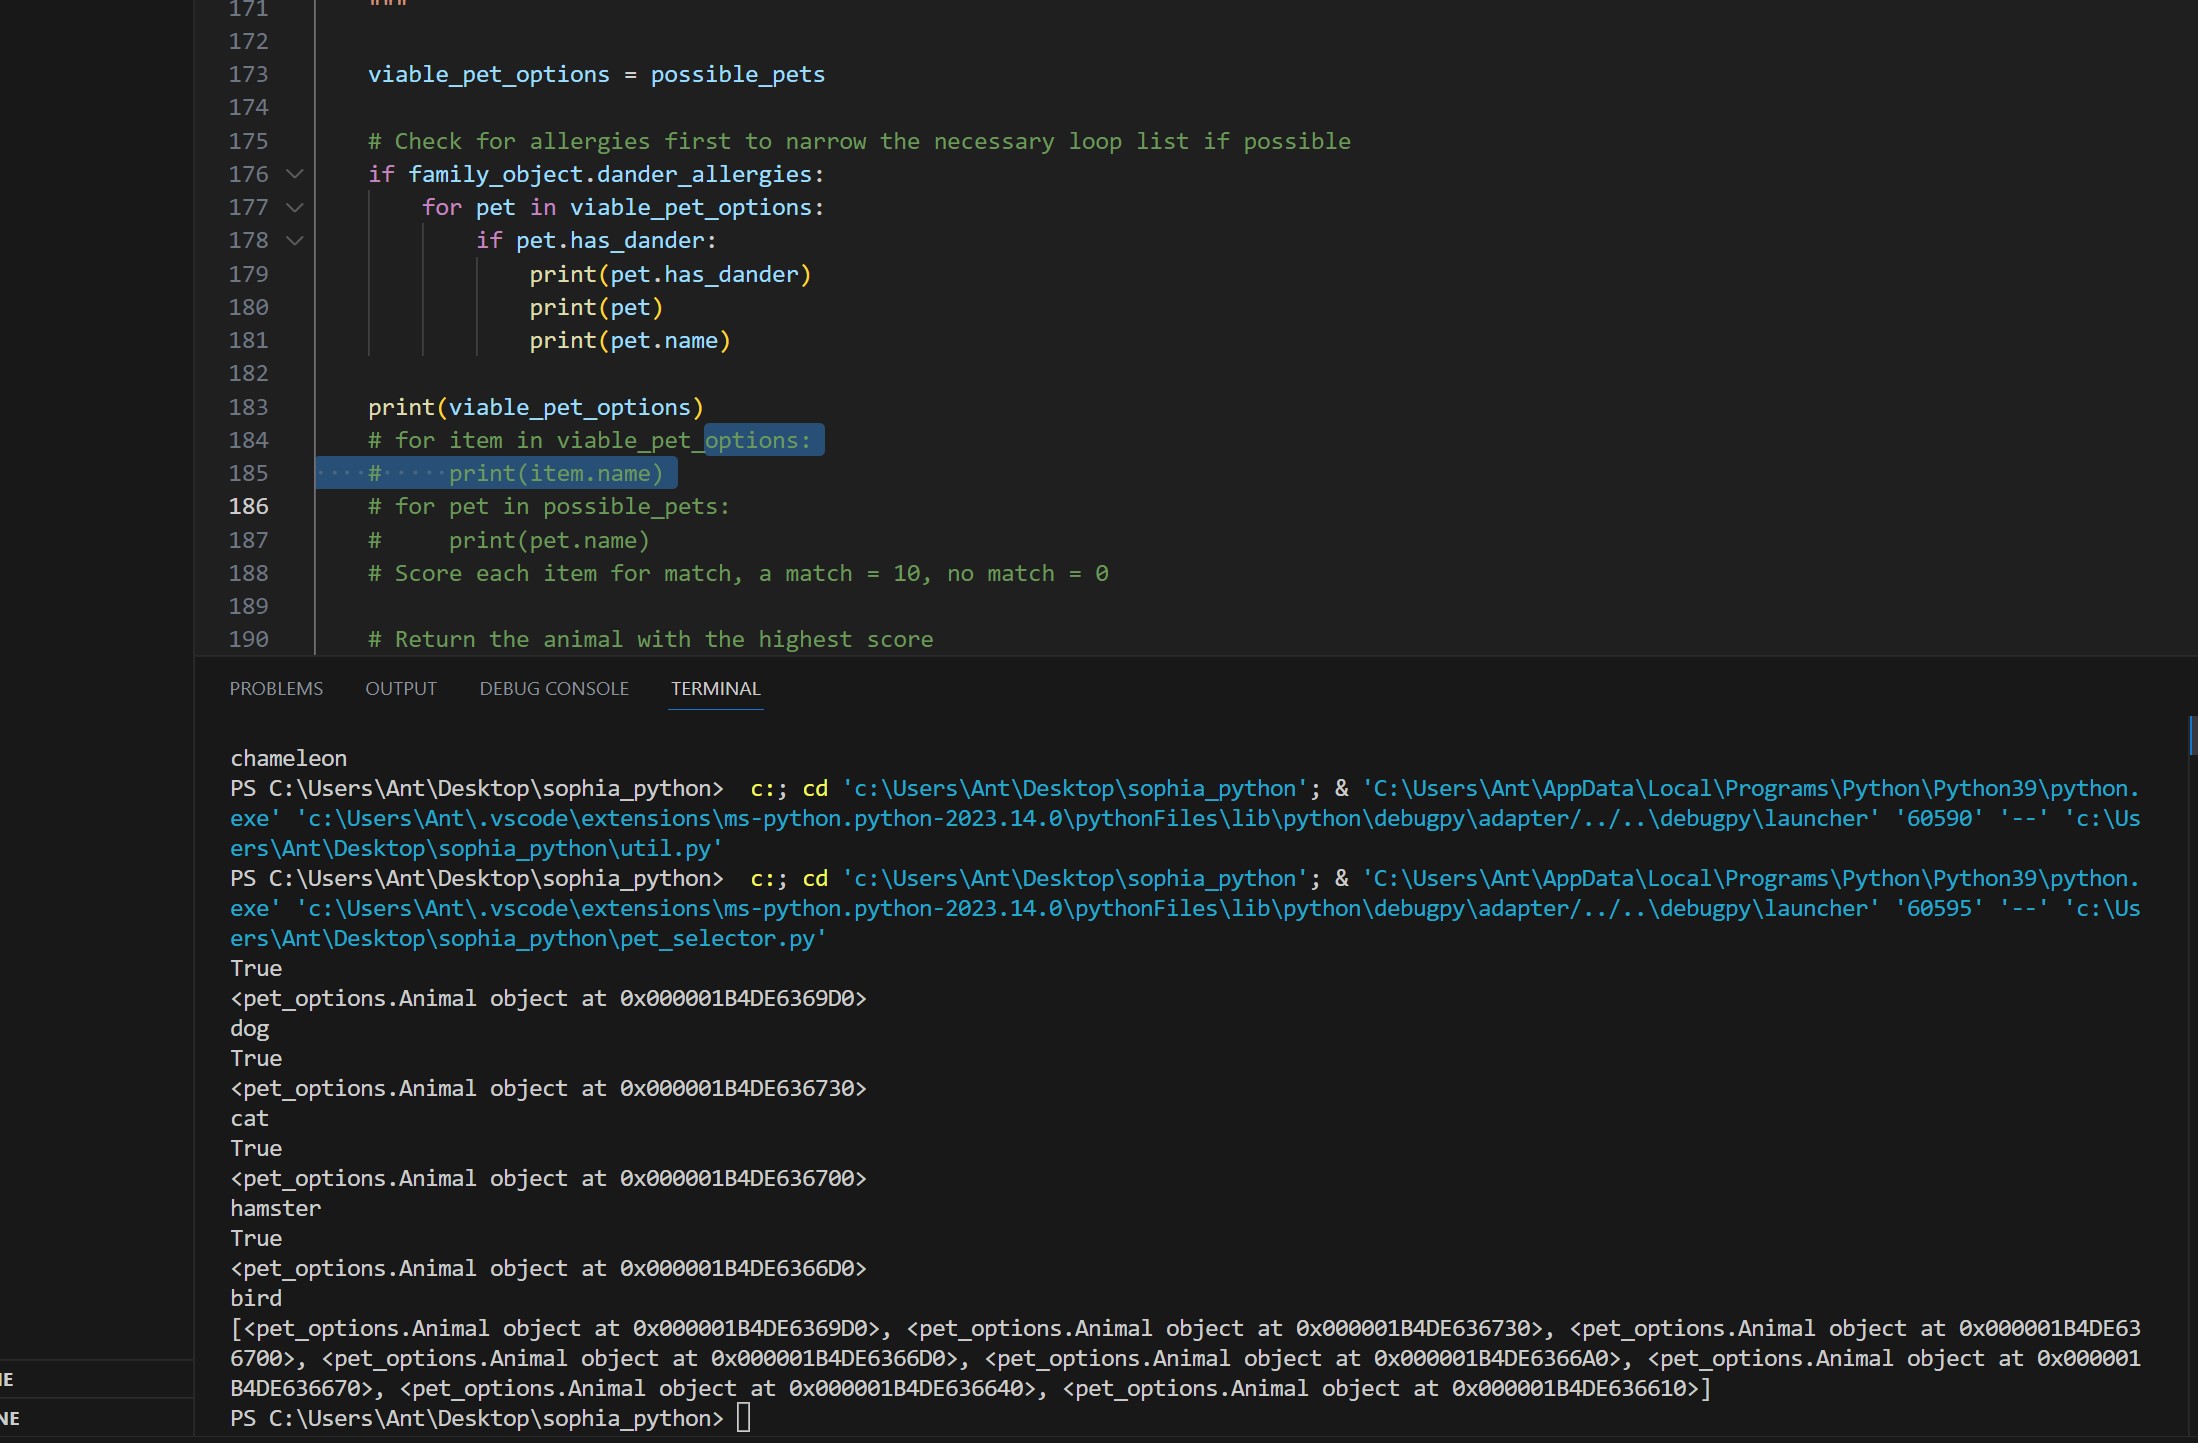 171 """
172
173 viable_pet_options = possible_pets
174
175 # Check for allergies first to narrow the necessary loop list if possible
176 if family_object.dander_allergies:
177 for pet in viable_pet_options:
178 if pet.has_dander:
179 print(pet.has_dander)
180 print(pet)
181 print(pet.name)
182
183 print(viable_pet_options)
184 # for item in viable_pet_options:
185 #     print(item.name)
186 # for pet in possible_pets:
187 #     print(pet.name)
188 # Score each item for match, a match = 10, no match = 0
189
190 # Return the animal with the highest score
PROBLEMS OUTPUT DEBUG CONSOLE TERMINAL
chameleon
PS C:\Users\Ant\Desktop\sophia_python>  c:; cd 'c:\Users\Ant\Desktop\sophia_python'; & 'C:\Users\Ant\AppData\Local\Programs\Python\Python39\python.
exe' 'c:\Users\Ant\.vscode\extensions\ms-python.python-2023.14.0\pythonFiles\lib\python\debugpy\adapter/../..\debugpy\launcher' '60590' '--' 'c:\Us
ers\Ant\Desktop\sophia_python\util.py'
PS C:\Users\Ant\Desktop\sophia_python>  c:; cd 'c:\Users\Ant\Desktop\sophia_python'; & 'C:\Users\Ant\AppData\Local\Programs\Python\Python39\python.
exe' 'c:\Users\Ant\.vscode\extensions\ms-python.python-2023.14.0\pythonFiles\lib\python\debugpy\adapter/../..\debugpy\launcher' '60595' '--' 'c:\Us
ers\Ant\Desktop\sophia_python\pet_selector.py'
True
<pet_options.Animal object at 0x000001B4DE6369D0>
dog
True
<pet_options.Animal object at 0x000001B4DE636730>
cat
True
<pet_options.Animal object at 0x000001B4DE636700>
hamster
True
<pet_options.Animal object at 0x000001B4DE6366D0>
bird
[<pet_options.Animal object at 0x000001B4DE6369D0>, <pet_options.Animal object at 0x000001B4DE636730>, <pet_options.Animal object at 0x000001B4DE63
6700>, <pet_options.Animal object at 0x000001B4DE6366D0>, <pet_options.Animal object at 0x000001B4DE6366A0>, <pet_options.Animal object at 0x000001
B4DE636670>, <pet_options.Animal object at 0x000001B4DE636640>, <pet_options.Animal object at 0x000001B4DE636610>]
PS C:\Users\Ant\Desktop\sophia_python>